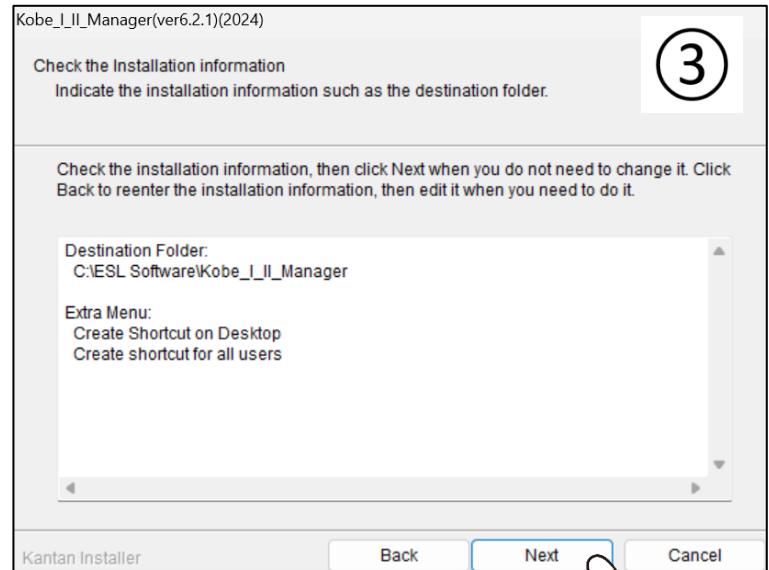 Kobe_I_II_Manager(ver6.2.1)(2024)
③
Check the Installation information
Indicate the installation information such as the destination folder.
Check the installation information, then click Next when you do not need to change it. Click
Back to reenter the installation information, then edit it when you need to do it.
Destination Folder:
C:\ESL Software\Kobe_I_II_Manager
Extra Menu:
Create Shortcut on Desktop
Create shortcut for all users
Kantan Installer
Back
Next
Cancel